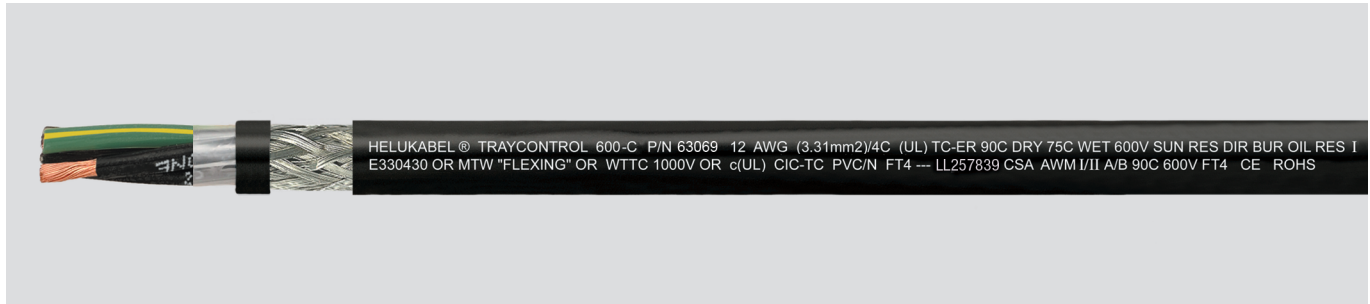 HELUKABEL® TRAYCONTROL 600-C P/N 63069 12 AWG (3.31mm2)/4C (UL) TC-ER 90C DRY 75C WET 600V SUN RES DIR BUR OIL RES I
E330430 OR MTW "FLEXING" OR WTTC 1000V OR c(UL) CIC-TC PVC/N FT4 --- LL257839 CSA AWM I/II A/B 90C 600V FT4 CE ROHS